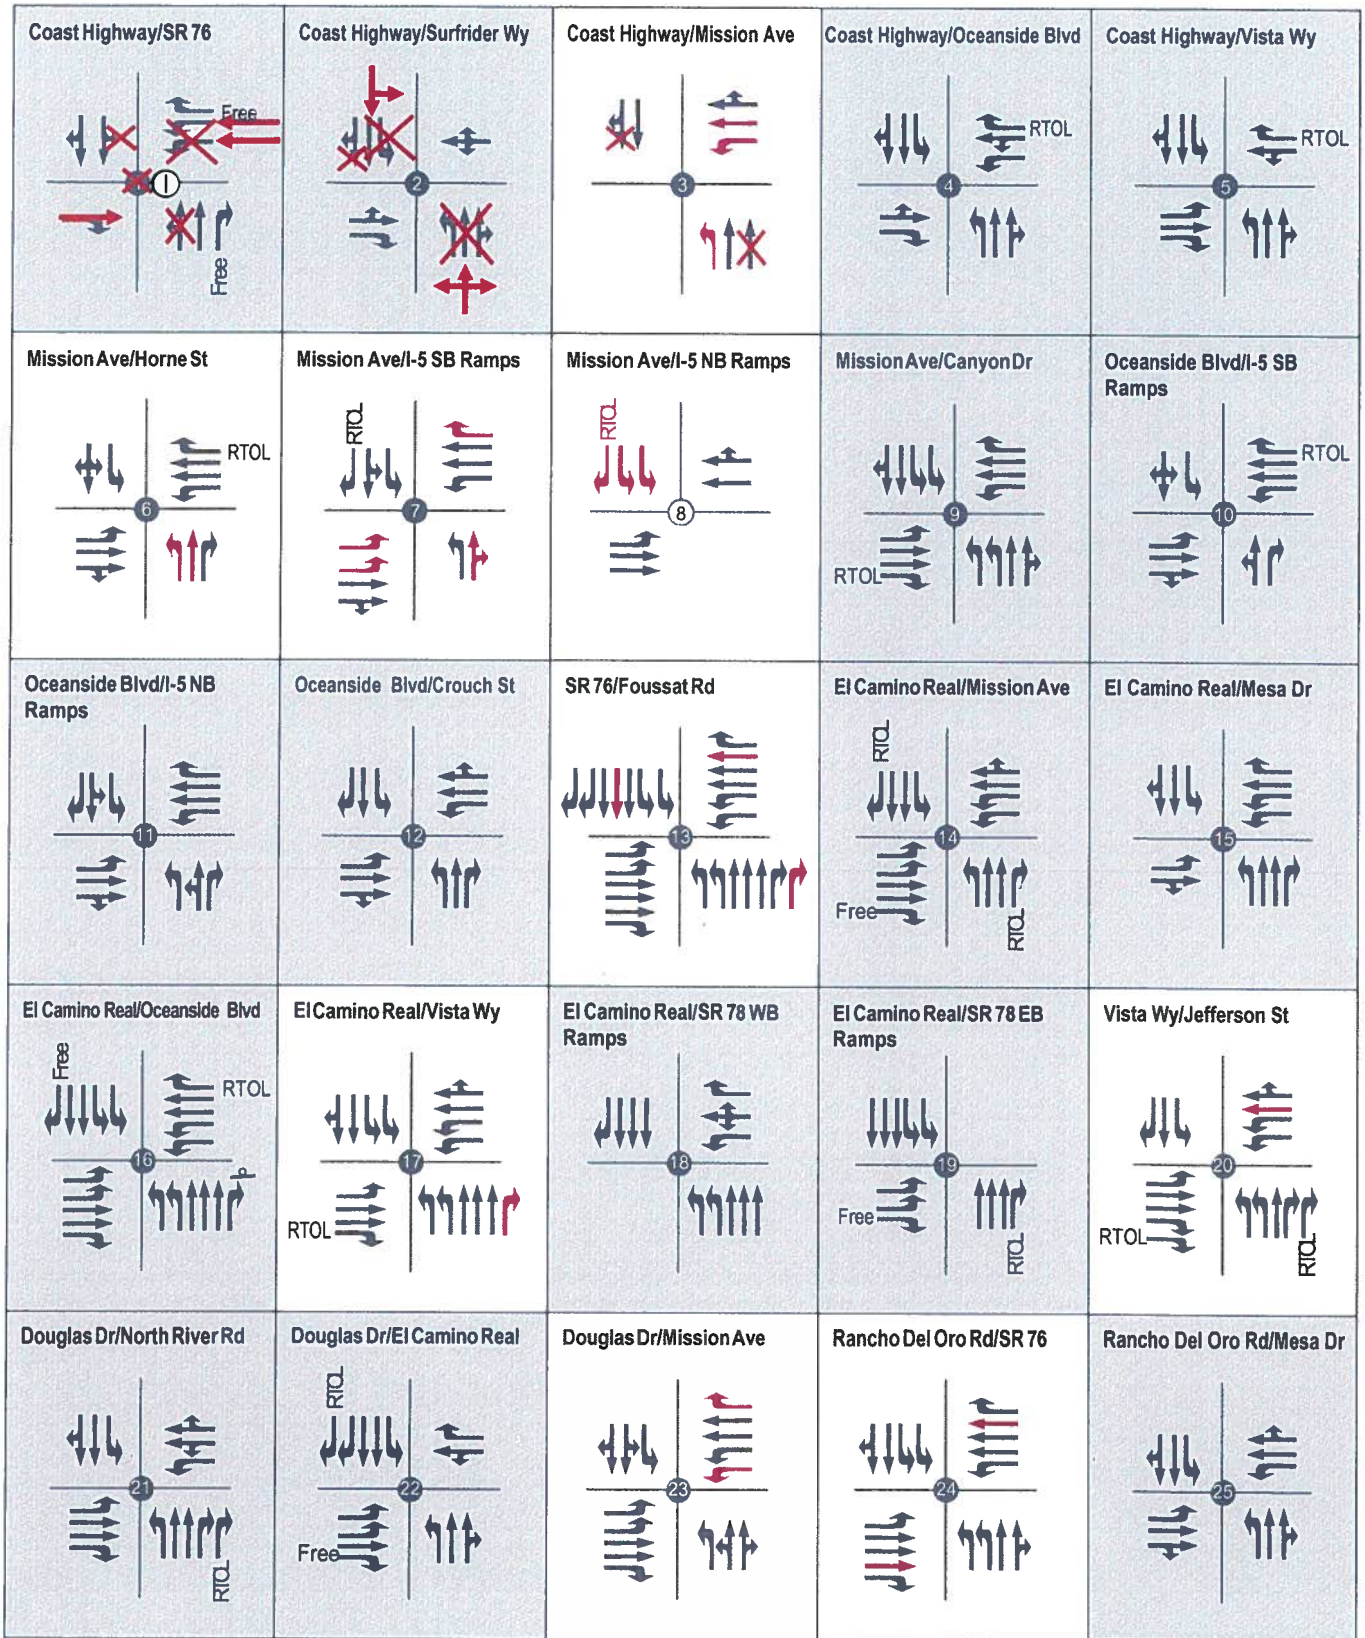 Coast Highway/SR 76
Free
1
Free
Coast Highway/Surfrider Wy
2
Coast Highway/Mission Ave
3
Coast Highway/Oceanside Blvd
RTOL
4
Coast Highway/Vista Wy
RTOL
5
Mission Ave/Horne St
RTOL
6
Mission Ave/I-5 SB Ramps
RTOL
7
Mission Ave/I-5 NB Ramps
RTOL
8
Mission Ave/Canyon Dr
9
RTOL
Oceanside Blvd/I-5 SB
Ramps
RTOL
10
Oceanside Blvd/I-5 NB
Ramps
11
Oceanside Blvd/Crouch St
12
SR 76/Foussat Rd
13
El Camino Real/Mission Ave
RTOL
14
Free
RTOL
El Camino Real/Mesa Dr
15
El Camino Real/Oceanside Blvd
Free
RTOL
16
El Camino Real/Vista Wy
17
RTOL
El Camino Real/SR 78 WB
Ramps
18
El Camino Real/SR 78 EB
Ramps
19
Free
RTOL
Vista Wy/Jefferson St
20
RTOL
RTOL
Douglas Dr/North River Rd
21
RTOL
Douglas Dr/El Camino Real
RTOL
22
Free
Douglas Dr/Mission Ave
23
Rancho Del Oro Rd/SR 76
24
Rancho Del Oro Rd/Mesa Dr
25